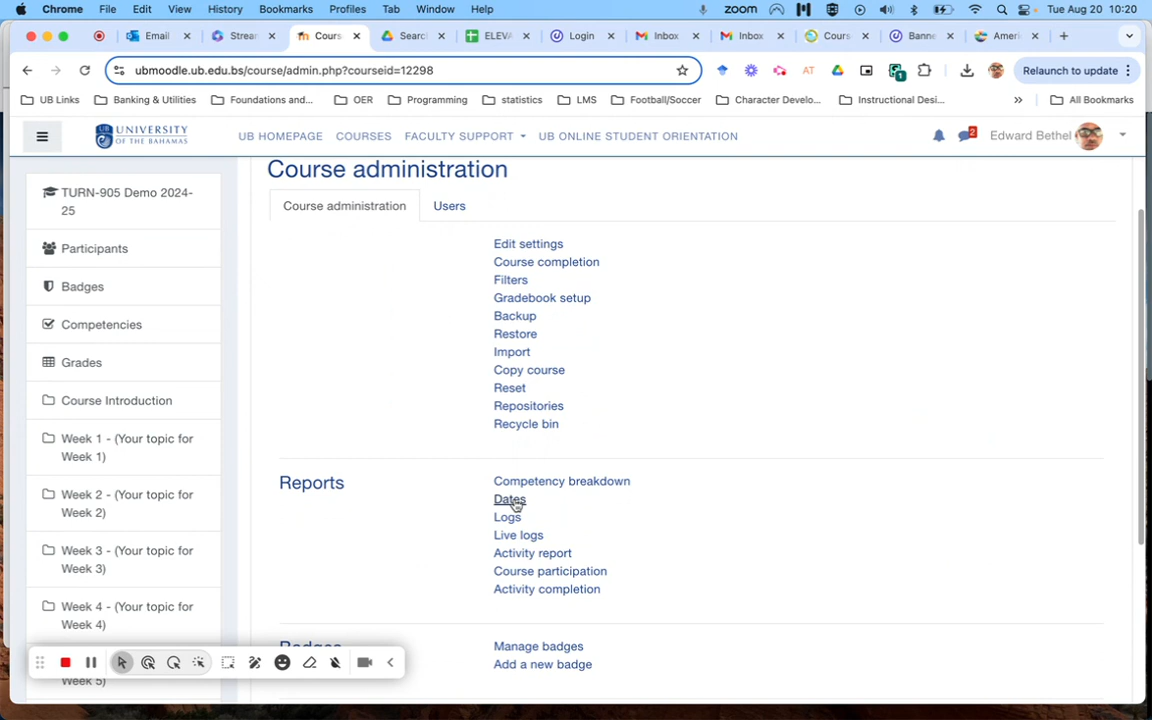 Chrome File Edit View History Bookmarks Profiles Tab Window Help zoom Tue Aug 20 10:20
Email Strear Cours Searc ELEVA Login Inbox Inbox Cours Banne Ameri
ubmoodle.ub.edu.bs/course/admin.php?courseid=12298 AT 1 Relaunch to update
UB Links Banking & Utilities Foundations and... OER Programming statistics LMS Football/Soccer Character Develo... Instructional Desi... » All Bookmarks
UNIVERSITY
OF THE BAHAMAS
UB HOMEPAGE COURSES FACULTY SUPPORT UB ONLINE STUDENT ORIENTATION 2 Edward Bethel
Course administration
Course administration Users
TURN-905 Demo 2024-
25
Participants
Badges
Competencies
Grades
Course Introduction
Week 1 - (Your topic for
Week 1)
Week 2 - (Your topic for
Week 2)
Week 3 - (Your topic for
Week 3)
Week 4 - (Your topic for
Week 4)
Week 5)
Edit settings
Course completion
Filters
Gradebook setup
Backup
Restore
Import
Copy course
Reset
Repositories
Recycle bin
Reports
Competency breakdown
Dates
Logs
Live logs
Activity report
Course participation
Activity completion
Badges
Manage badges
Add a new badge